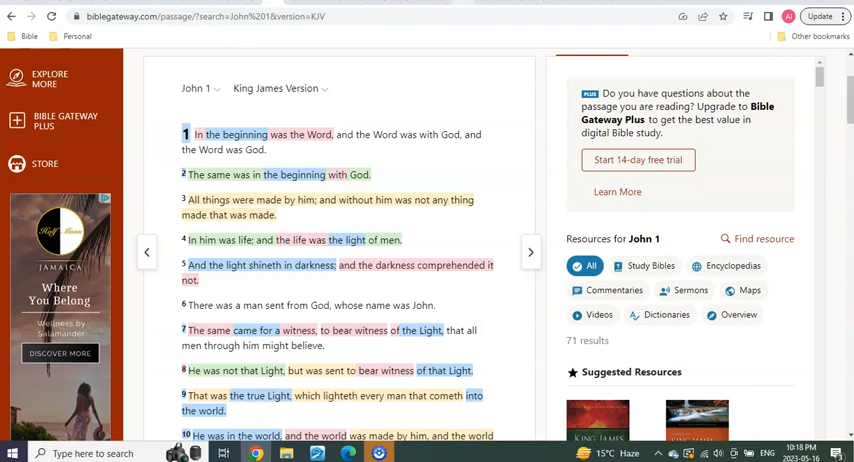 biblegateway.com/passage/?search=John%201&version=KJV
AI
Update
Bible
Personal
Other bookmarks
EXPLORE
MORE
BIBLE GATEWAY
PLUS
STORE
Half Moon
JAMAICA
Where
You Belong
Wellness by
Salamander
DISCOVER MORE
John 1 King James Version
1 In the beginning was the Word, and the Word was with God, and
the Word was God.
2 The same was in the beginning with God.
3 All things were made by him; and without him was not any thing
made that was made.
4 In him was life; and the life was the light of men.
5 And the light shineth in darkness; and the darkness comprehended it
not.
6 There was a man sent from God, whose name was John.
7 The same came for a witness, to bear witness of the Light, that all
men through him might believe.
8 He was not that Light, but was sent to bear witness of that Light.
9 That was the true Light, which lighteth every man that cometh into
the world.
10 He was in the world, and the world was made by him, and the world
PLUS Do you have questions about the
passage you are reading? Upgrade to Bible
Gateway Plus to get the best value in
digital Bible study.
Start 14-day free trial
Learn More
Resources for John 1
Find resource
All
Study Bibles
Encyclopedias
Commentaries
Sermons
Maps
Videos
Dictionaries
Overview
71 results
Suggested Resources
KING JAMES
KING JAMES
Type here to search
15°C Haze
ENG
10:18 PM
2023-05-16
3